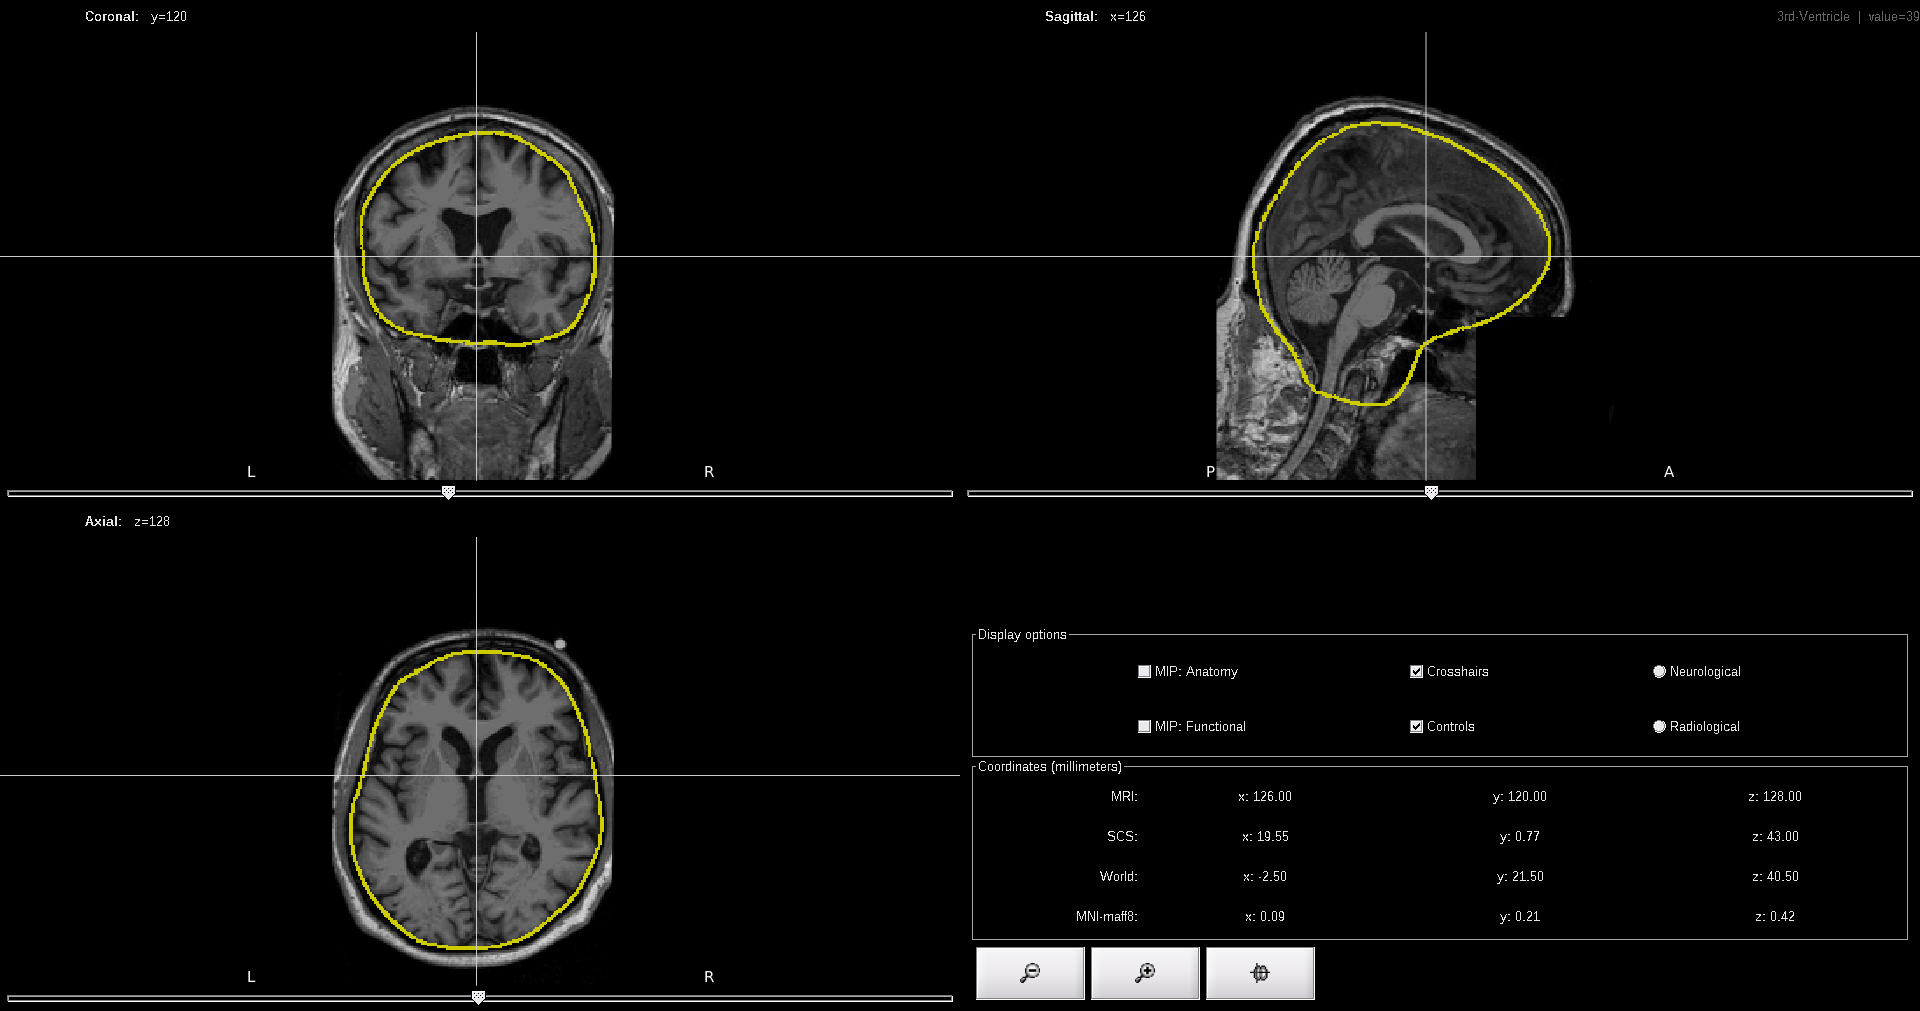 Coronal: y=120
Sagittal: x=126
3rd-Ventricle | value=39
L
R
P
A
Axial: z=128
L
R
Display options
MIP: Anatomy
Crosshairs
Neurological
MIP: Functional
Controls
Radiological
Coordinates (millimeters)
MRI: x: 126.00 y: 120.00 z: 128.00
SCS: x: 19.55 y: 0.77 z: 43.00
World: x: -2.50 y: 21.50 z: 40.50
MNI-maff8: x: 0.09 y: 0.21 z: 0.42